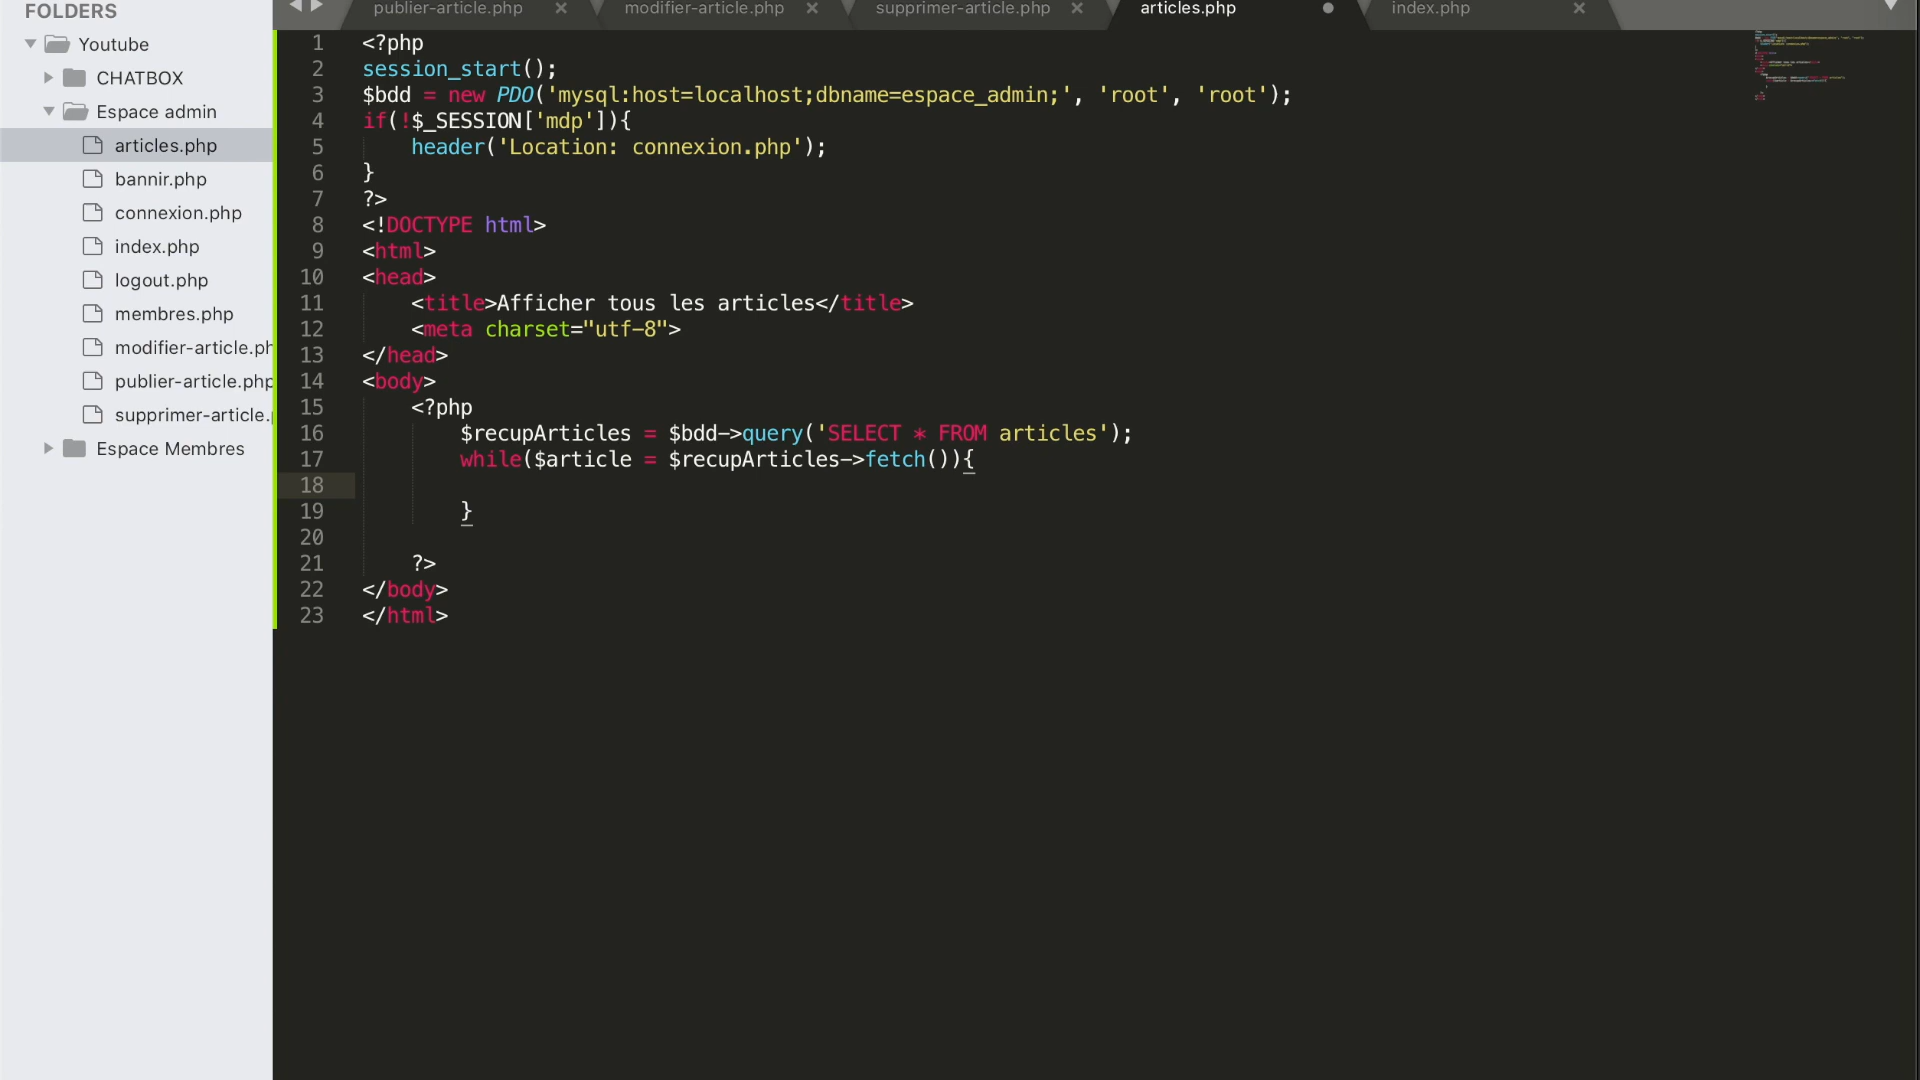 FOLDERS
Youtube
CHATBOX
Espace admin
articles.php
bannir.php
connexion.php
index.php
logout.php
membres.php
modifier-article.ph
publier-article.php
supprimer-article.
Espace Membres
publier-article.php
modifier-article.php
supprimer-article.php
articles.php
index.php
1 <?php
2 session_start();
3 $bdd = new PDO('mysql:host=localhost;dbname=espace_admin;', 'root', 'root');
4 if(!$_SESSION['mdp']){
5 header('Location: connexion.php');
6 }
7 ?>
8 <!DOCTYPE html>
9 <html>
10 <head>
11 <title>Afficher tous les articles</title>
12 <meta charset="utf-8">
13 </head>
14 <body>
15 <?php
16 $recupArticles = $bdd->query('SELECT * FROM articles');
17 while($article = $recupArticles->fetch()){
18
19 }
20
21 ?>
22 </body>
23 </html>